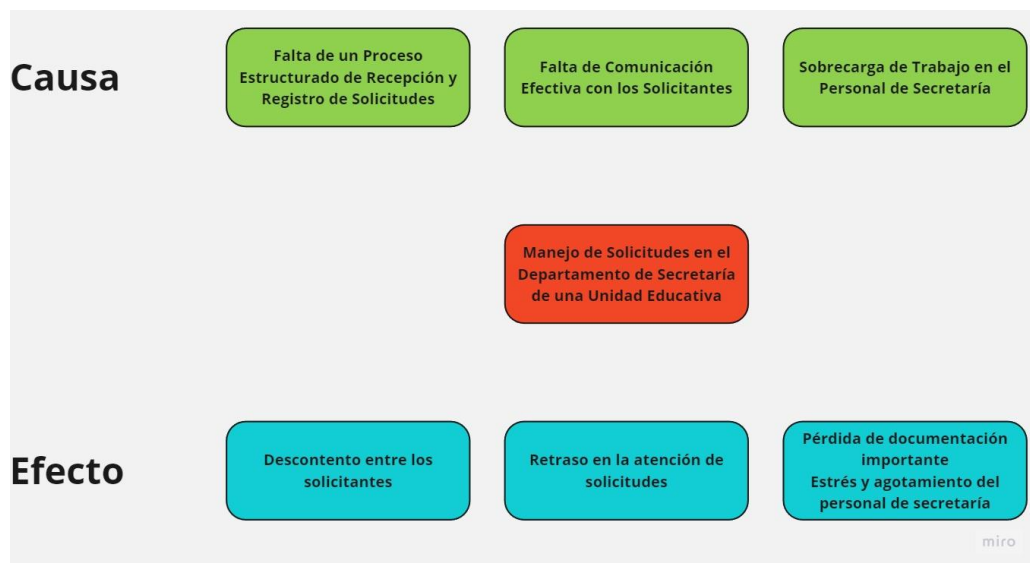 Causa
Falta de un Proceso
Estructurado de Recepción y
Registro de Solicitudes
Falta de Comunicación
Efectiva con los Solicitantes
Sobrecarga de Trabajo en el
Personal de Secretaría
Manejo de Solicitudes en el
Departamento de Secretaría
de una Unidad Educativa
Efecto
Descontento entre los
solicitantes
Retraso en la atención de
solicitudes
Pérdida de documentación
importante
Estrés y agotamiento del
personal de secretaría
miro